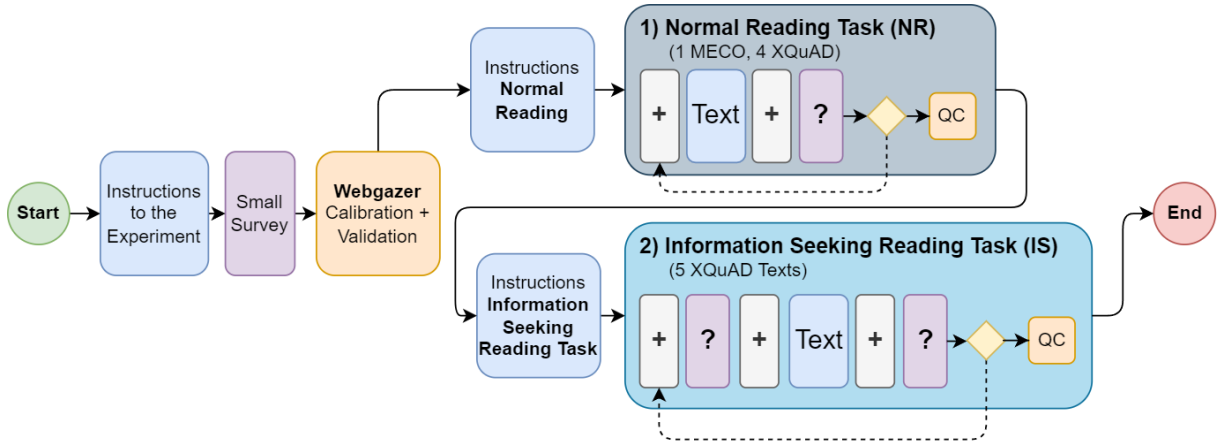 Start
Instructions
to the
Experiment
Small
Survey
Webgazer
Calibration +
Validation
Instructions
Normal
Reading
1) Normal Reading Task (NR)
(1 MECO, 4 XQuAD)
+
Text
+
?
QC
Instructions
Information
Seeking
Reading Task
2) Information Seeking Reading Task (IS)
(5 XQuAD Texts)
+
?
+
Text
+
?
QC
End